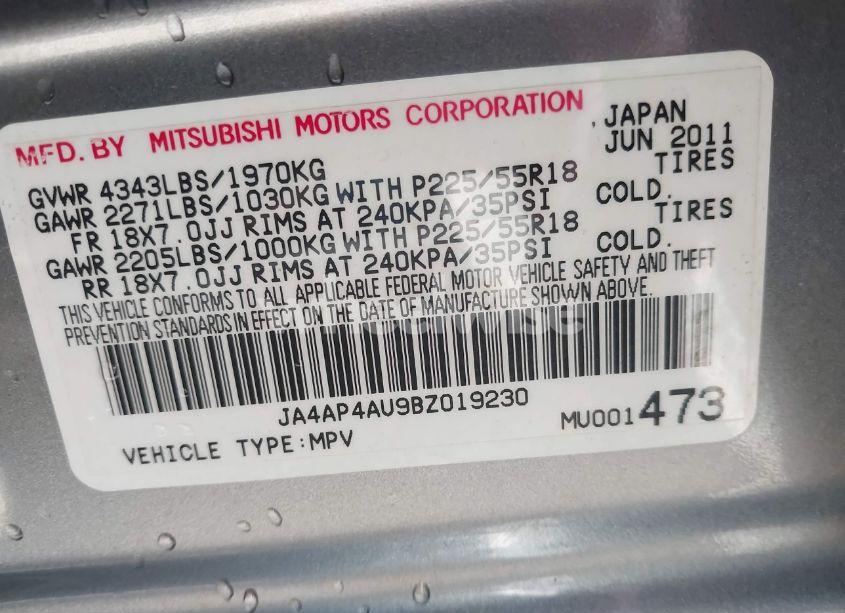 MFD. BY MITSUBISHI MOTORS CORPORATION , JAPAN
JUN 2011
GVWR 4343LBS/1970KG
GAWR 2271LBS/1030KG WITH P225/55R18 TIRES
FR 18X7.0JJ RIMS AT 240KPA/35PSI COLD.
GAWR 2205LBS/1000KG WITH P225/55R18 TIRES
RR 18X7.0JJ RIMS AT 240KPA/35PSI COLD.
THIS VEHICLE CONFORMS TO ALL APPLICABLE FEDERAL MOTOR VEHICLE SAFETY AND THEFT
PREVENTION STANDARDS IN EFFECT ON THE DATE OF MANUFACTURE SHOWN ABOVE.
JA4AP4AU9BZ019230
MU001473
VEHICLE TYPE:MPV